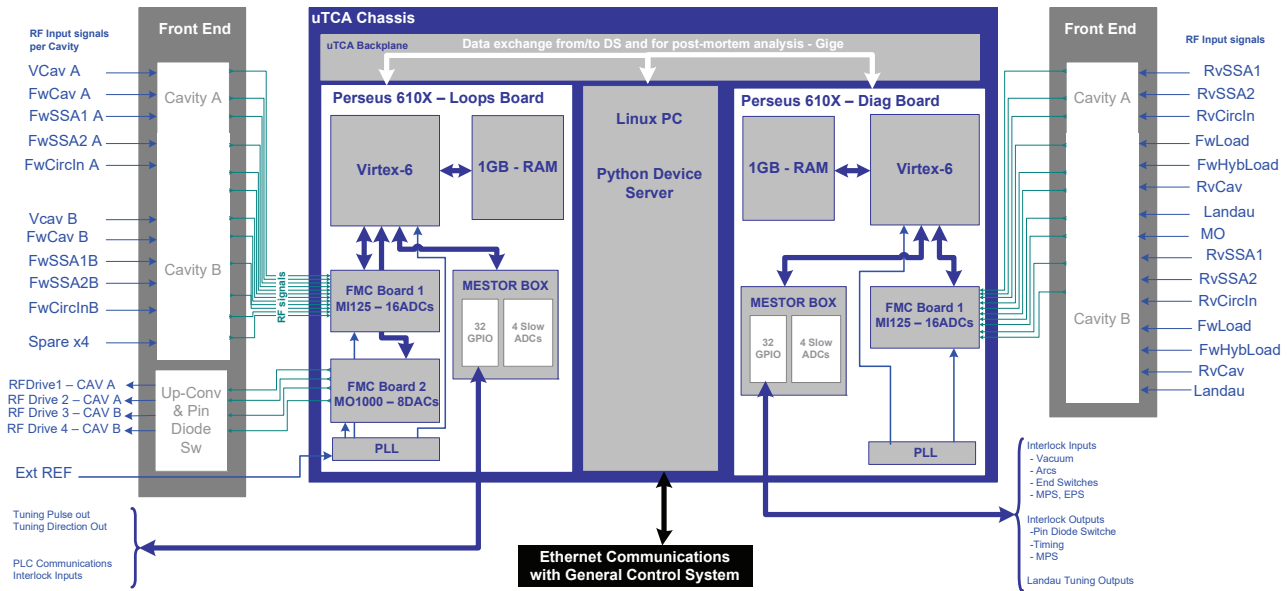 uTCA Chassis
Front End
RF Input signals
per Cavity
VCav A
FwCav A
FwSSA1 A
FwSSA2 A
FwCircIn A
Vcav B
FwCav B
FwSSA1B
FwSSA2B
FwCircInB
Spare x4
Cavity A
Cavity B
RF signals
RFDrive1 – CAV A
RF Drive 2 – CAV A
RF Drive 3 – CAV B
RF Drive 4 – CAV B
Up-Conv
& Pin
Diode
Sw
Ext REF
Tuning Pulse out
Tuning Direction Out
PLC Communications
Interlock Inputs
uTCA Backplane
Data exchange from/to DS and for post-mortem analysis - Gige
Perseus 610X – Loops Board
Virtex-6
1GB - RAM
FMC Board 1
MI125 – 16ADCs
MESTOR BOX
32
GPIO
4 Slow
ADCs
FMC Board 2
MO1000 – 8DACs
PLL
Linux PC
Python Device
Server
Perseus 610X – Diag Board
1GB - RAM
Virtex-6
MESTOR BOX
32
GPIO
4 Slow
ADCs
FMC Board 1
MI125 – 16ADCs
PLL
Ethernet Communications
with General Control System
Front End
RF Input signals
Cavity A
Cavity B
RvSSA1
RvSSA2
RvCircIn
FwLoad
FwHybLoad
RvCav
Landau
MO
RvSSA1
RvSSA2
RvCircIn
FwLoad
FwHybLoad
RvCav
Landau
Interlock Inputs
- Vacuum
- Arcs
- End Switches
- MPS, EPS
Interlock Outputs
-Pin Diode Switche
-Timing
- MPS
Landau Tuning Outputs